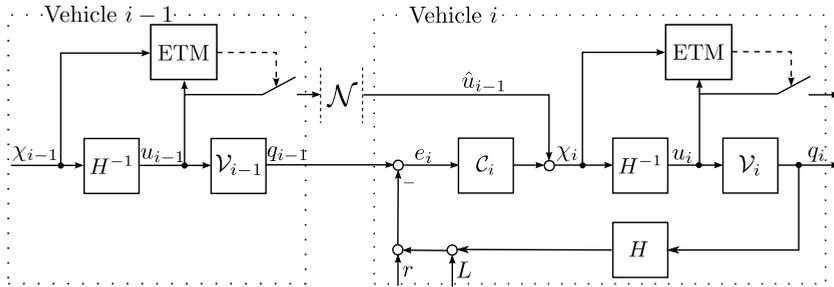 Vehicle i − 1
Vehicle i
ETM
ETM
𝒩
û_{i−1}
χ_{i−1}
H^{−1}
u_{i−1}
𝒱_{i−1}
q_{i−1}
e_i
𝒞_i
χ_i
H^{−1}
u_i
𝒱_i
q_i
−
H
r
L